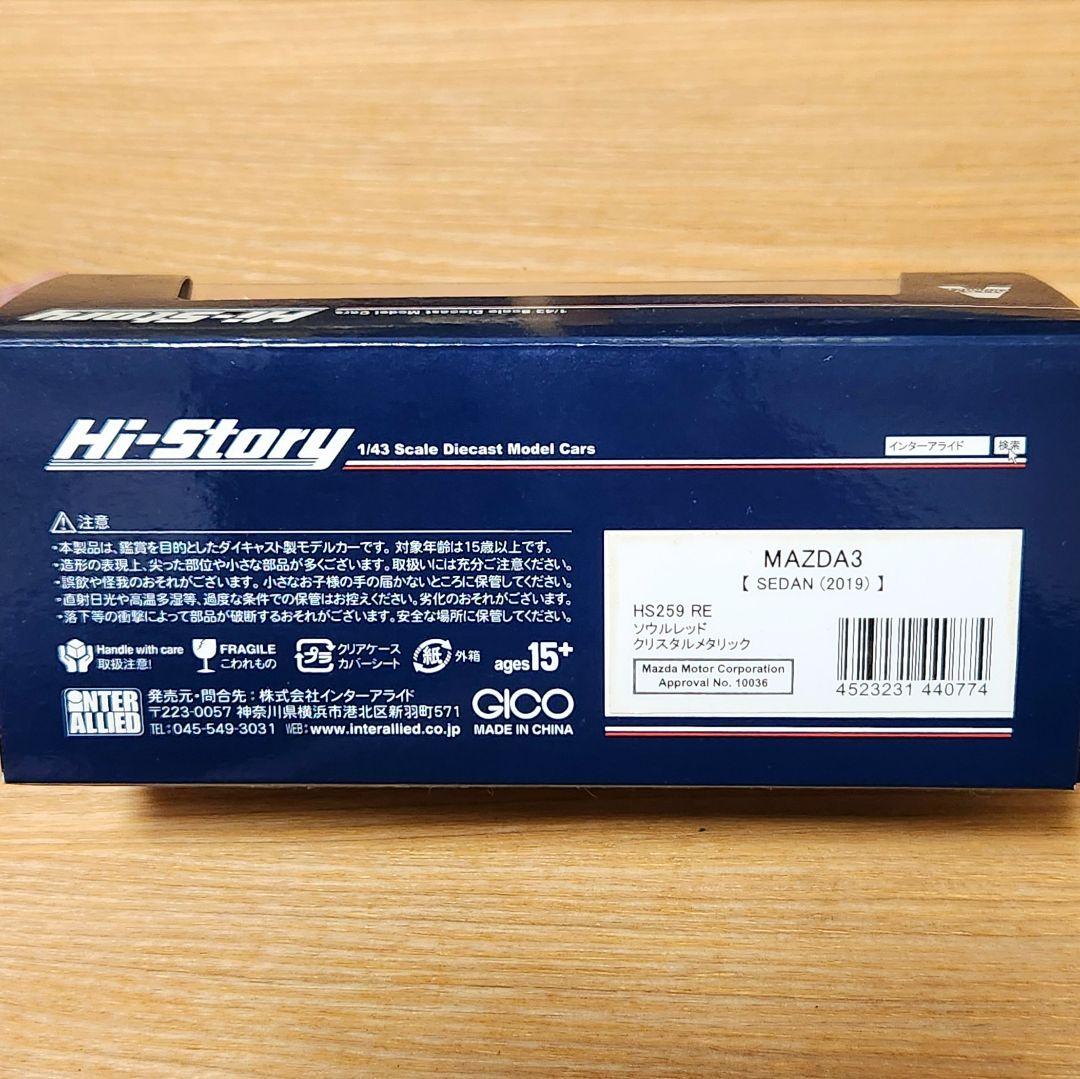 Hi-Story
1/43 Scale Diecast Model Cars
Hi-Story
1/43 Scale Diecast Model Cars
インターアライド 検索
注意
・本製品は、鑑賞を目的としたダイキャスト製モデルカーです。対象年齢は15歳以上です。
・造形の表現上、尖った部位や小さな部品が多くございます。取扱いには充分ご注意ください。
・誤飲や怪我のおそれがございます。小さなお子様の手の届かないところに保管してください。
・直射日光や高温多湿等、過度な条件での保管はお控えください。劣化のおそれがございます。
・落下等の衝撃によって部品が破断するおそれがございます。安全な場所に保管してください。
Handle with care
取扱注意!
FRAGILE
こわれもの
プラ
クリアケース
カバーシート
紙
外箱
ages15+
INTER
ALLIED
発売元・問合先:株式会社インターアライド
〒223-0057 神奈川県横浜市港北区新羽町571
TEL:045-549-3031 WEB:www.interallied.co.jp
GICO
MADE IN CHINA
MAZDA3
【 SEDAN (2019) 】
HS259 RE
ソウルレッド
クリスタルメタリック
Mazda Motor Corporation
Approval No. 10036
4523231 440774